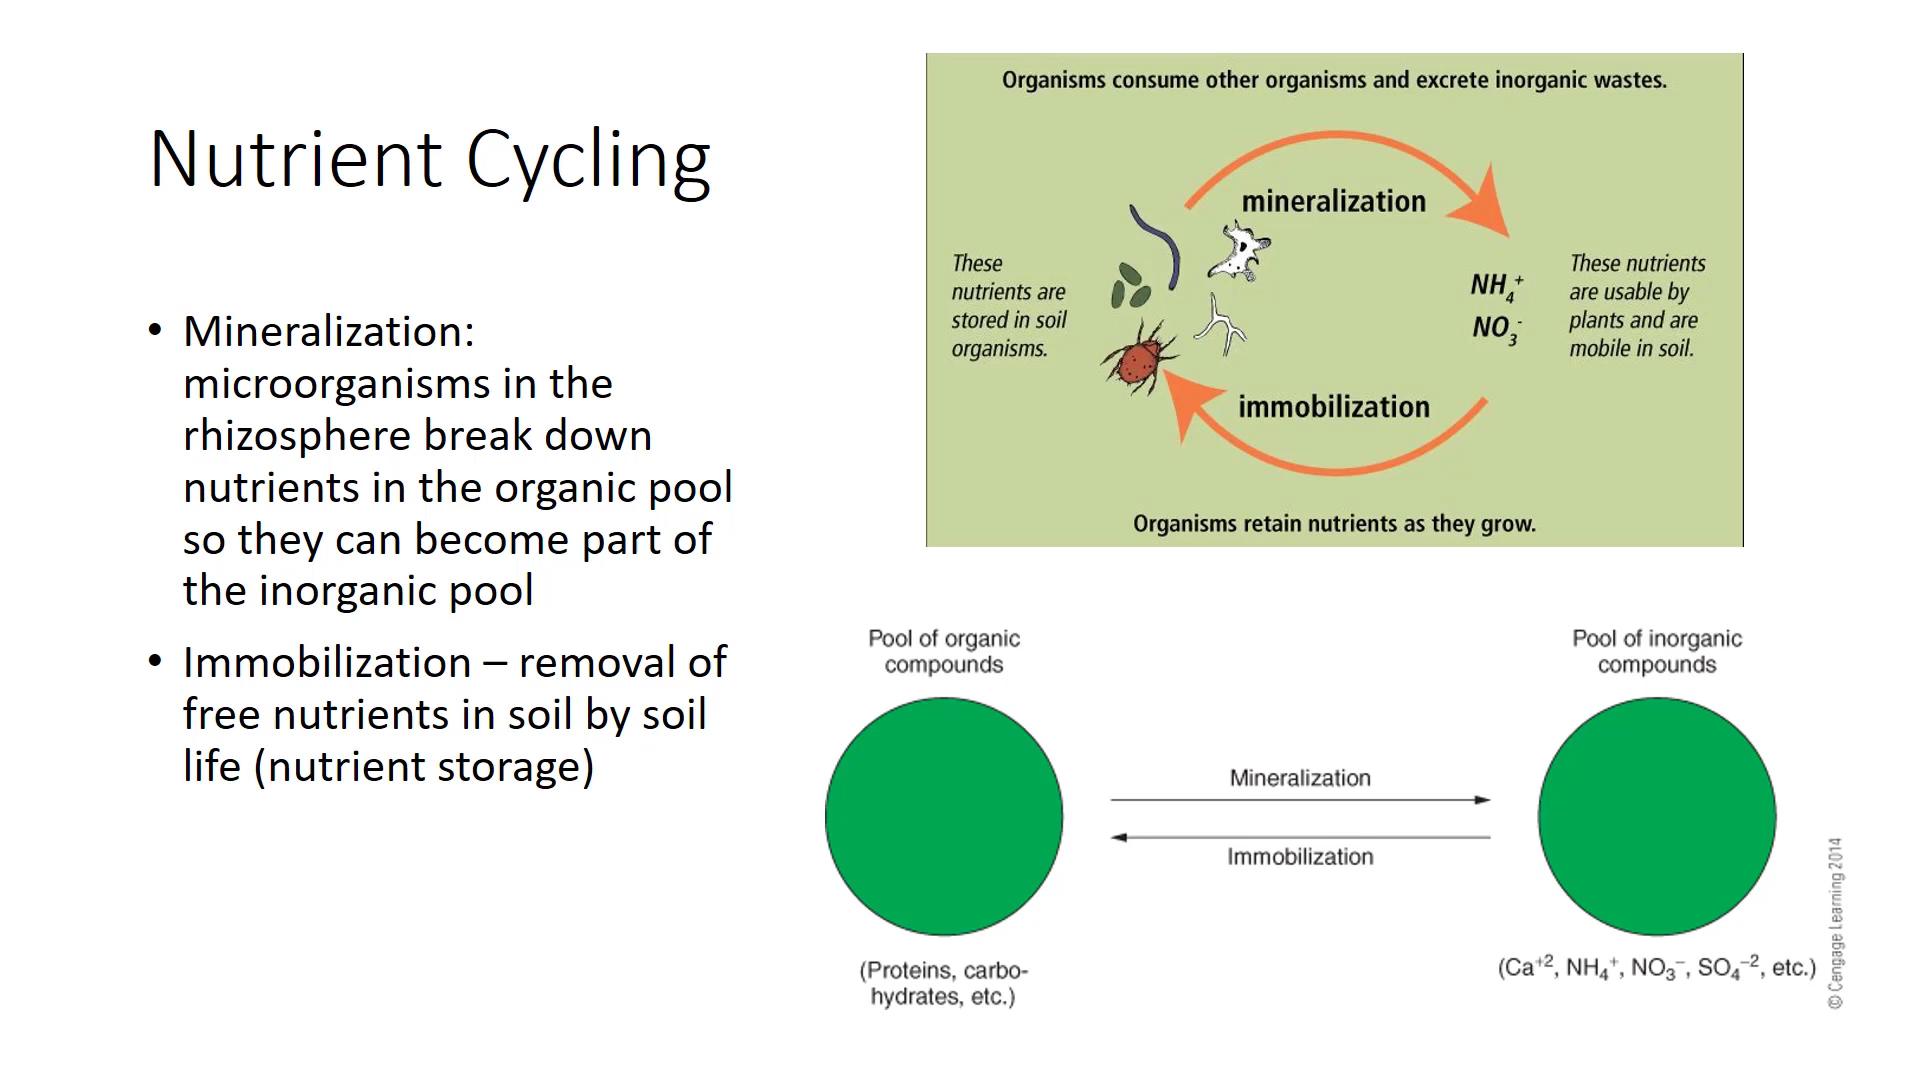 Nutrient Cycling
• Mineralization:
microorganisms in the
rhizosphere break down
nutrients in the organic pool
so they can become part of
the inorganic pool
• Immobilization – removal of
free nutrients in soil by soil
life (nutrient storage)
Organisms consume other organisms and excrete inorganic wastes.
mineralization
These
nutrients are
stored in soil
organisms.
NH₄⁺
NO₃⁻
These nutrients
are usable by
plants and are
mobile in soil.
immobilization
Organisms retain nutrients as they grow.
Pool of organic
compounds
Pool of inorganic
compounds
Mineralization
Immobilization
(Proteins, carbo-
hydrates, etc.)
(Ca⁺², NH₄⁺, NO₃⁻, SO₄⁻², etc.)
© Cengage Learning 2014